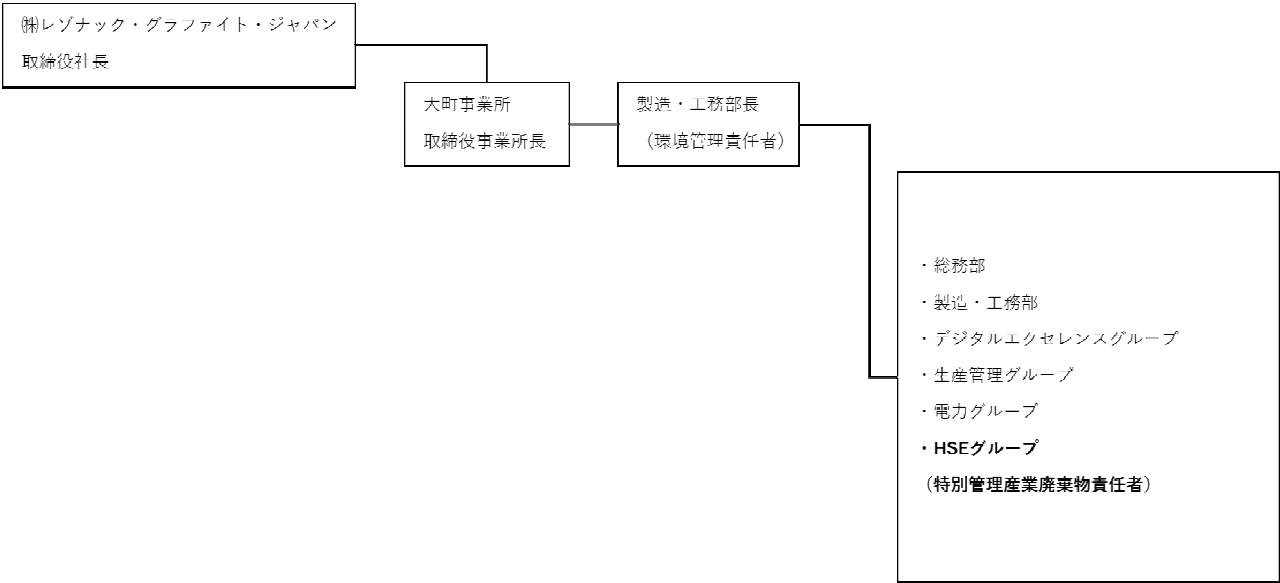 ㈱レゾナック・グラファイト・ジャパン
取締役社長
大町事業所
取締役事業所長
製造・工務部長
（環境管理責任者）
・総務部
・製造・工務部
・デジタルエクセレンスグループ
・生産管理グループ
・電力グループ
・HSEグループ
（特別管理産業廃棄物責任者）